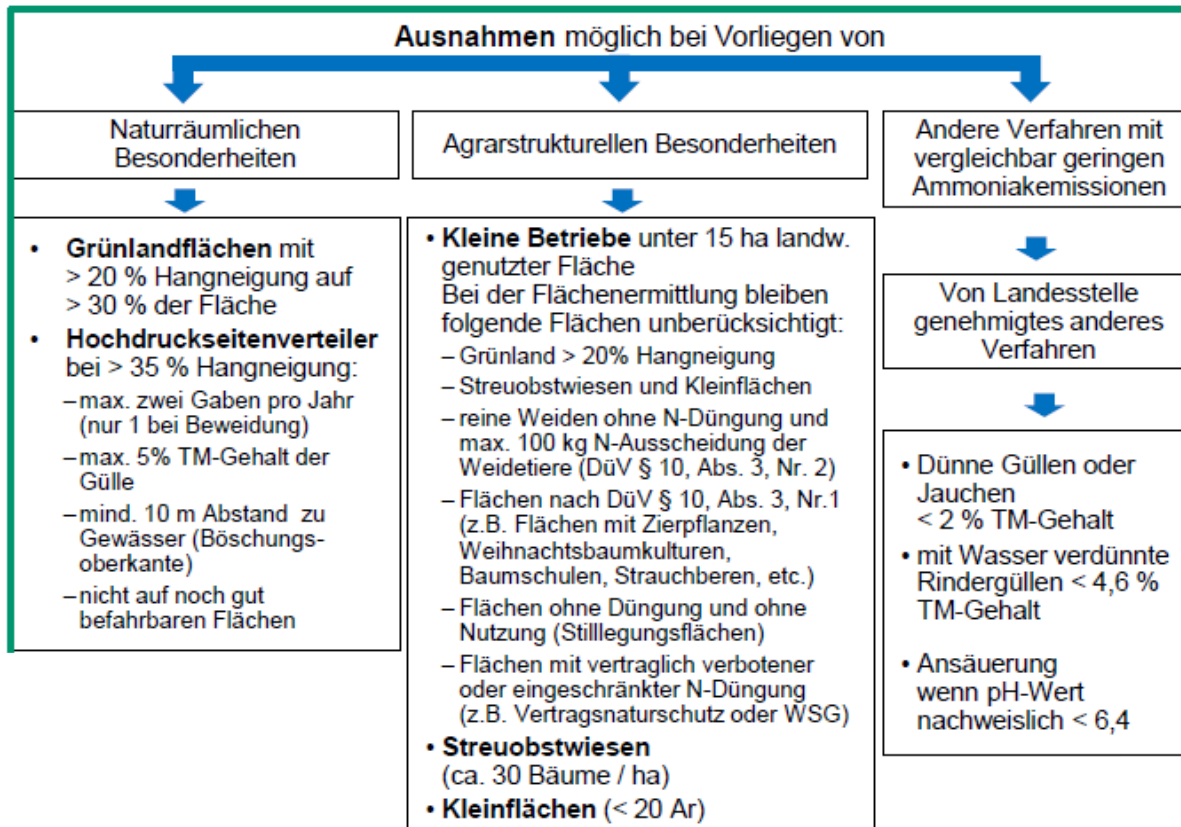 Ausnahmen möglich bei Vorliegen von
Naturräumlichen
Besonderheiten
• Grünlandflächen mit
> 20 % Hangneigung auf
> 30 % der Fläche
• Hochdruckseitenverteiler
bei > 35 % Hangneigung:
–max. zwei Gaben pro Jahr
(nur 1 bei Beweidung)
–max. 5% TM-Gehalt der
Gülle
–mind. 10 m Abstand zu
Gewässer (Böschungs-
oberkante)
–nicht auf noch gut
befahrbaren Flächen
Agrarstrukturellen Besonderheiten
• Kleine Betriebe unter 15 ha landw.
genutzter Fläche
Bei der Flächenermittlung bleiben
folgende Flächen unberücksichtigt:
– Grünland > 20% Hangneigung
– Streuobstwiesen und Kleinflächen
– reine Weiden ohne N-Düngung und
max. 100 kg N-Ausscheidung der
Weidetiere (DüV § 10, Abs. 3, Nr. 2)
– Flächen nach DüV § 10, Abs. 3, Nr.1
(z.B. Flächen mit Zierpflanzen,
Weihnachtsbaumkulturen,
Baumschulen, Strauchberen, etc.)
– Flächen ohne Düngung und ohne
Nutzung (Stilllegungsflächen)
– Flächen mit vertraglich verbotener
oder eingeschränkter N-Düngung
(z.B. Vertragsnaturschutz oder WSG)
• Streuobstwiesen
(ca. 30 Bäume / ha)
• Kleinflächen (< 20 Ar)
Andere Verfahren mit
vergleichbar geringen
Ammoniakemissionen
Von Landesstelle
genehmigtes anderes
Verfahren
• Dünne Güllen oder
Jauchen
< 2 % TM-Gehalt
• mit Wasser verdünnte
Rindergüllen < 4,6 %
TM-Gehalt
• Ansäuerung
wenn pH-Wert
nachweislich < 6,4